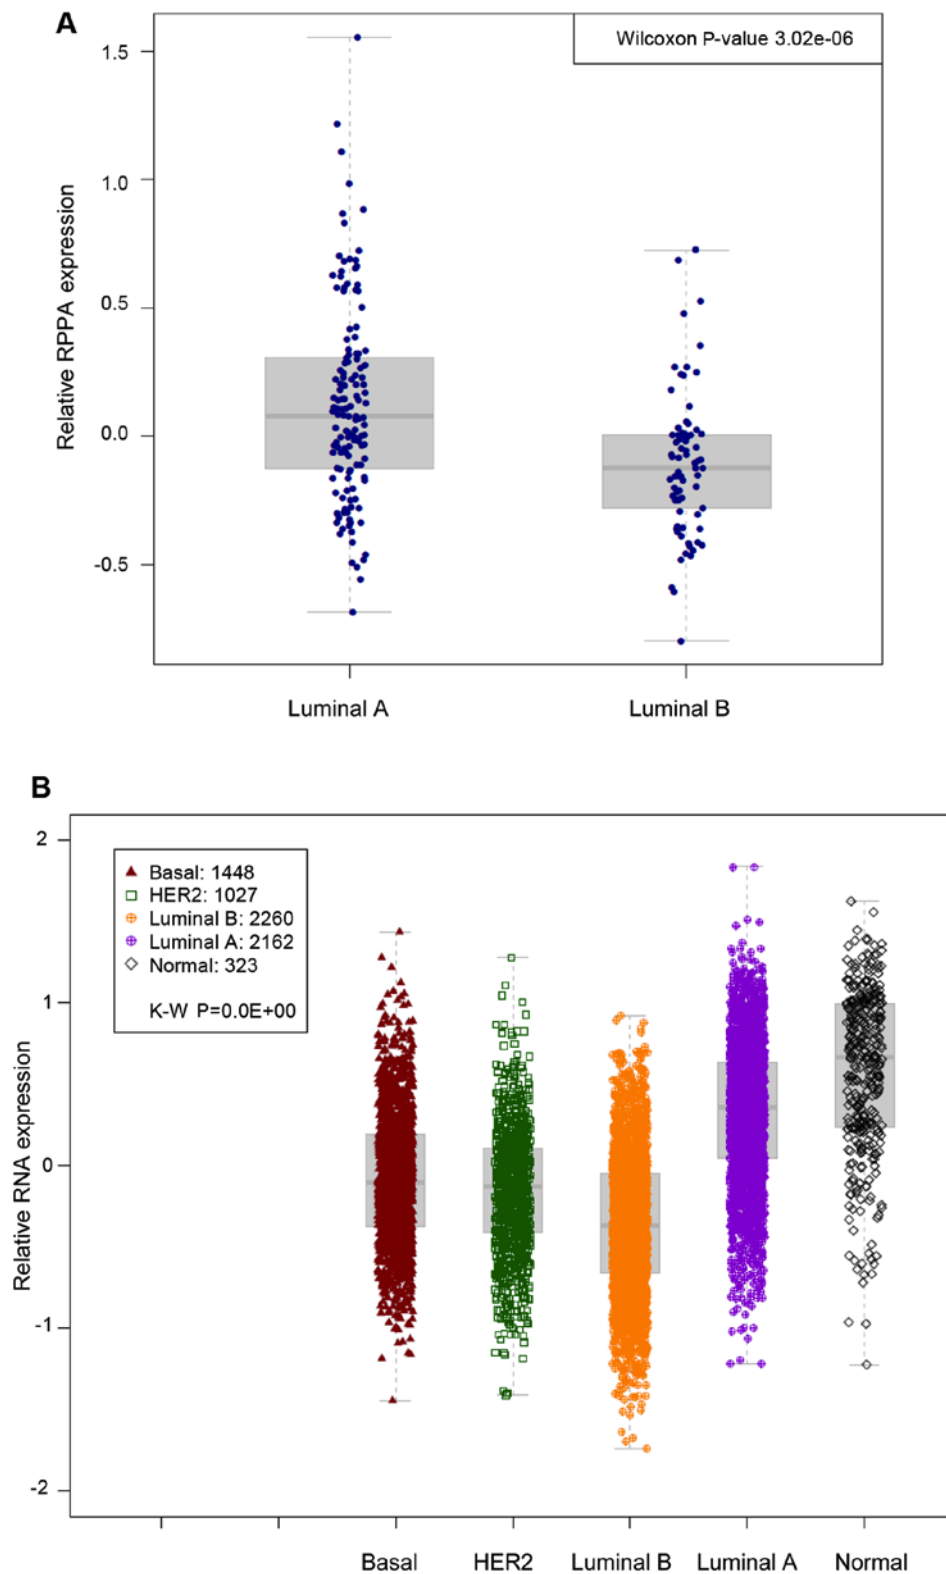 A
Wilcoxon P-value 3.02e-06
1.5
1.0
0.5
0.0
-0.5
Relative RPPA expression
Luminal A
Luminal B
B
2
1
0
-1
-2
Relative RNA expression
Basal: 1448
HER2: 1027
Luminal B: 2260
Luminal A: 2162
Normal: 323
K-W P=0.0E+00
Basal
HER2
Luminal B
Luminal A
Normal